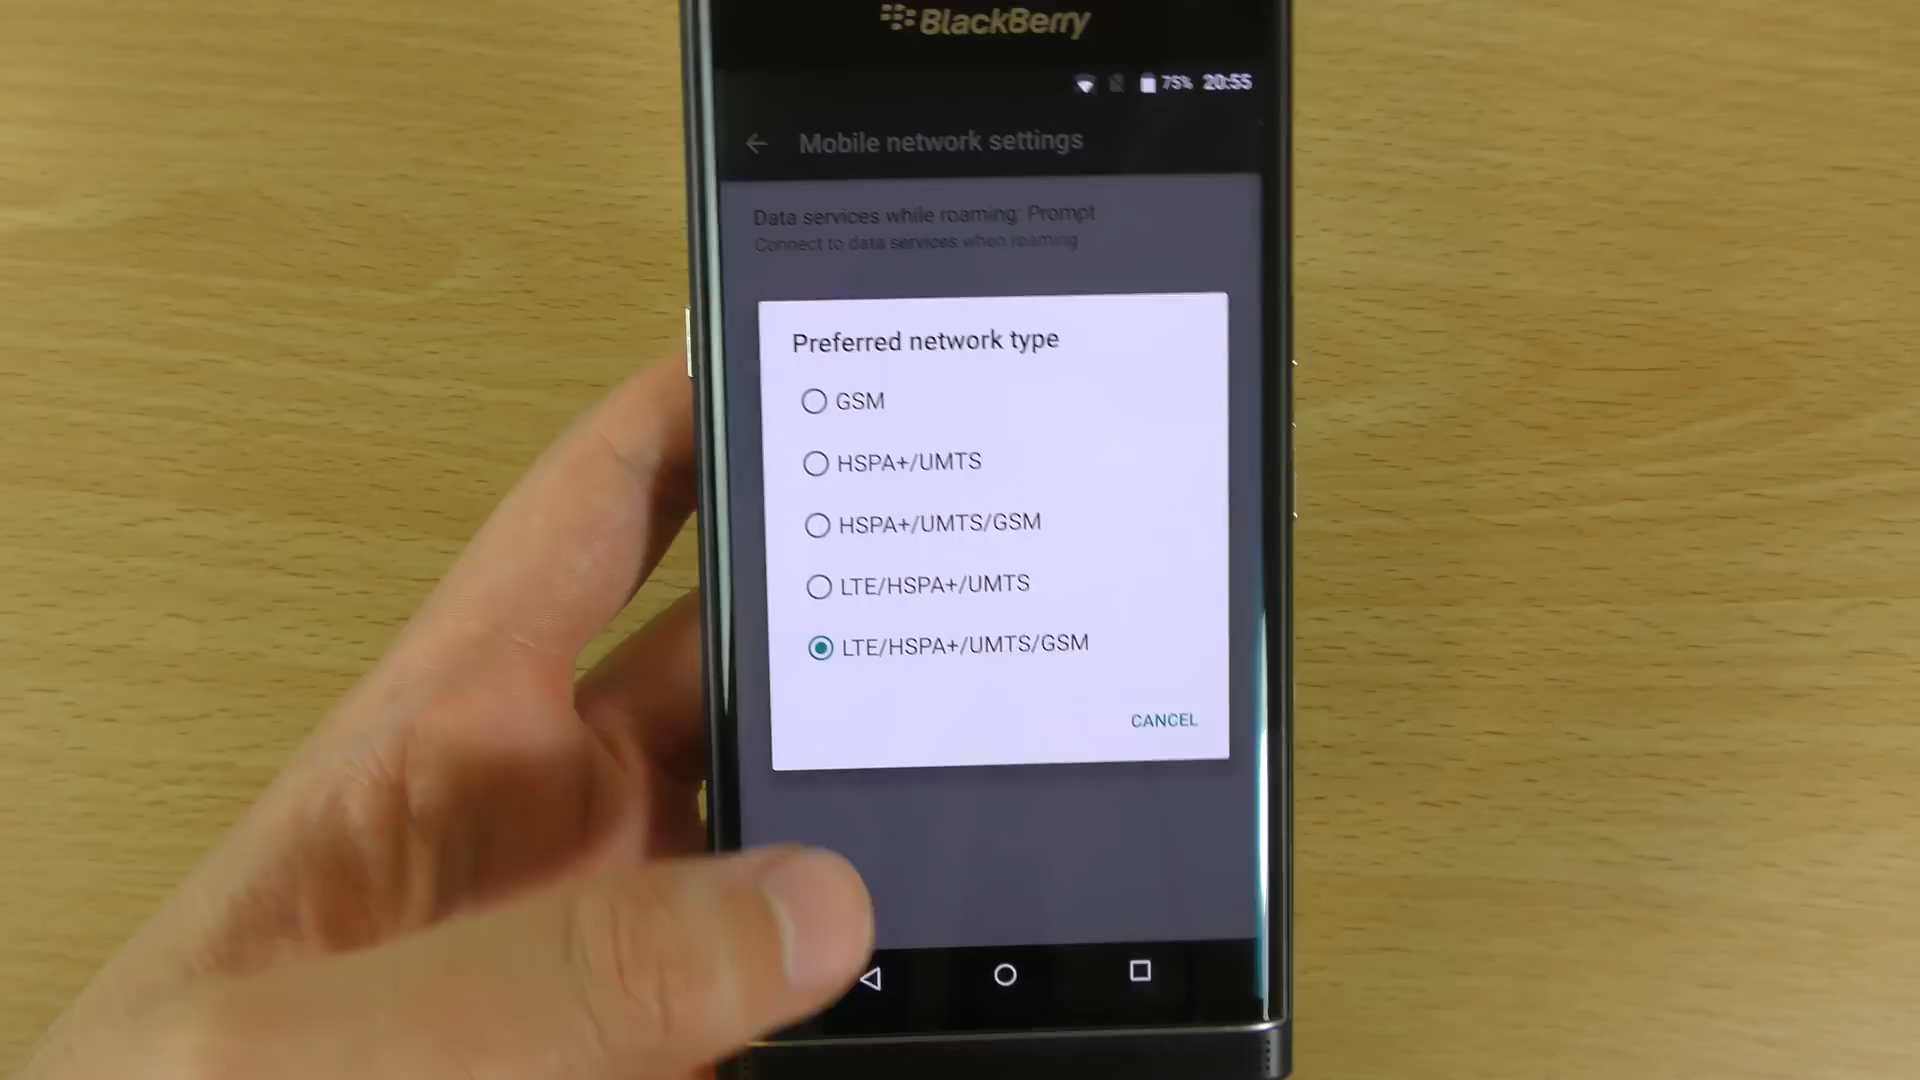 BlackBerry
75% 20:55
Mobile network settings
Data services while roaming: Prompt
Connect to data services when roaming
Preferred network type
GSM
HSPA+/UMTS
HSPA+/UMTS/GSM
LTE/HSPA+/UMTS
LTE/HSPA+/UMTS/GSM
CANCEL